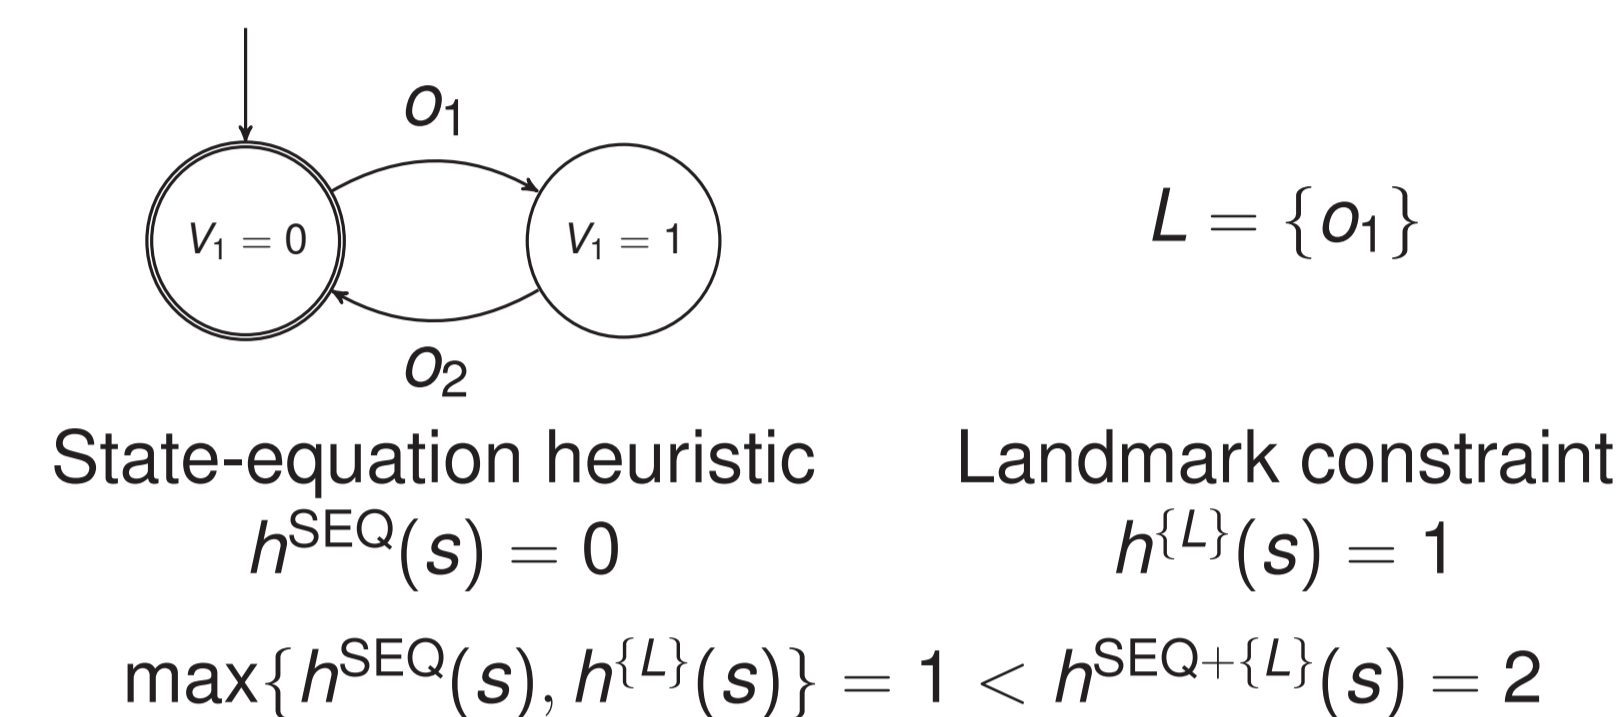 o₁
V₁ = 0
V₁ = 1
L = {o₁}
o₂
State-equation heuristic
Landmark constraint
h^SEQ(s) = 0
h^{L}(s) = 1
max{h^SEQ(s), h^{L}(s)} = 1 < h^SEQ+{L}(s) = 2